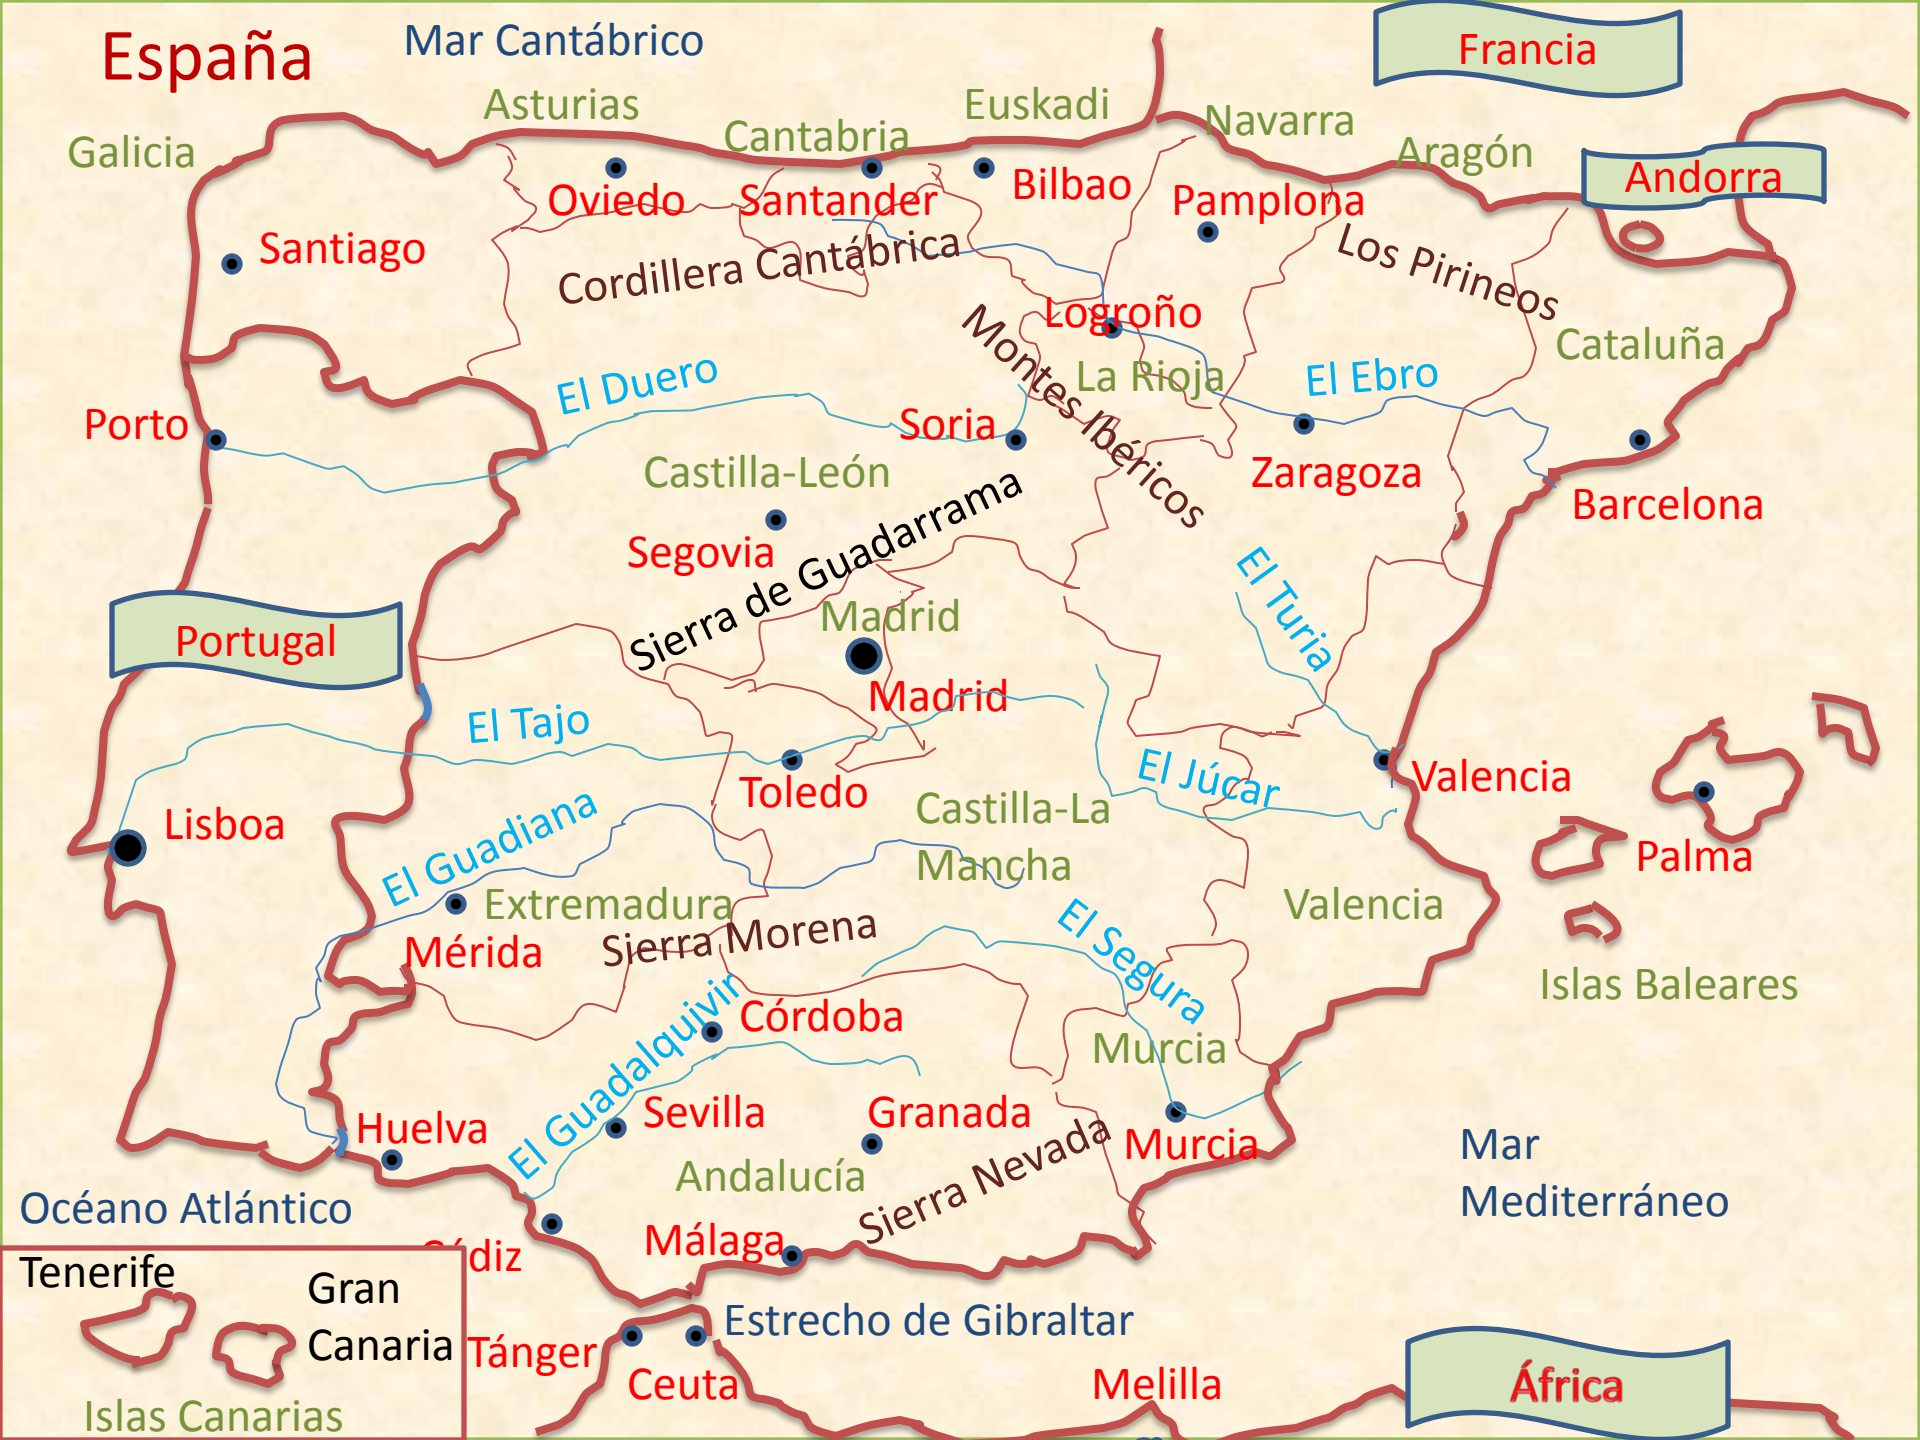 España
Mar Cantábrico
Francia
Asturias
Euskadi
Navarra
Cantabria
Galicia
Aragón
Andorra
Oviedo
Santander
Bilbao
Pamplona
Santiago
Cordillera Cantábrica
Los Pirineos
Logroño
Montes Ibéricos
Cataluña
La Rioja
El Duero
El Ebro
Porto
Soria
Castilla-León
Zaragoza
Barcelona
Segovia
Sierra de Guadarrama
El Turia
Madrid
Portugal
Madrid
El Tajo
Toledo
El Júcar
Valencia
Lisboa
Castilla-La
Mancha
Palma
El Guadiana
Extremadura
Valencia
Sierra Morena
El Segura
Mérida
Islas Baleares
Córdoba
El Guadalquivir
Murcia
Huelva
Sevilla
Granada
Murcia
Mar
Mediterráneo
Andalucía
Sierra Nevada
Océano Atlántico
Málaga
Cádiz
Tenerife
Gran
Canaria
Estrecho de Gibraltar
Tánger
Ceuta
Melilla
África
Islas Canarias